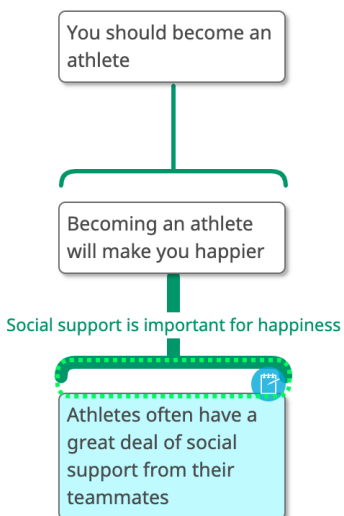 You should become an
athlete
Becoming an athlete
will make you happier
Social support is important for happiness
Athletes often have a
great deal of social
support from their
teammates